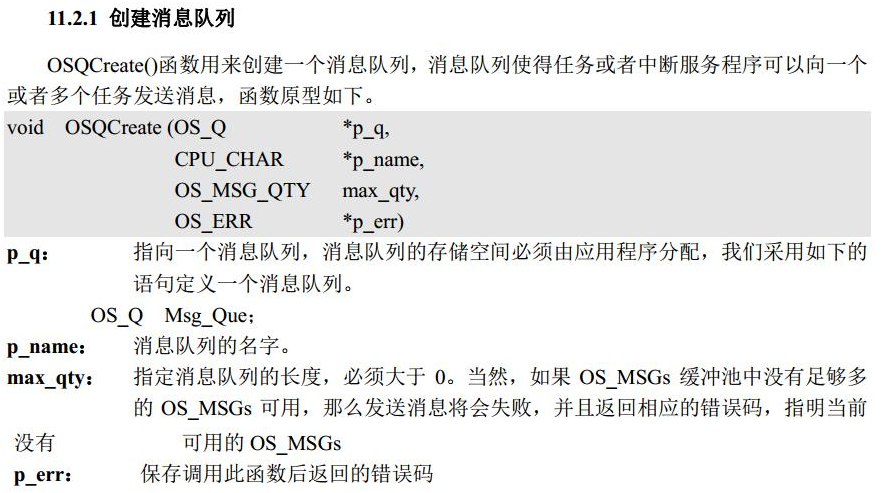 11.2.1 创建消息队列
OSQCreate()函数用来创建一个消息队列，消息队列使得任务或者中断服务程序可以向一个
或者多个任务发送消息，函数原型如下。
void OSQCreate (OS_Q *p_q,
CPU_CHAR *p_name,
OS_MSG_QTY max_qty,
OS_ERR *p_err)
p_q： 指向一个消息队列，消息队列的存储空间必须由应用程序分配，我们采用如下的
语句定义一个消息队列。
OS_Q Msg_Que；
p_name： 消息队列的名字。
max_qty： 指定消息队列的长度，必须大于 0。当然，如果 OS_MSGs 缓冲池中没有足够多
的 OS_MSGs 可用，那么发送消息将会失败，并且返回相应的错误码，指明当前
没有 可用的 OS_MSGs
p_err： 保存调用此函数后返回的错误码